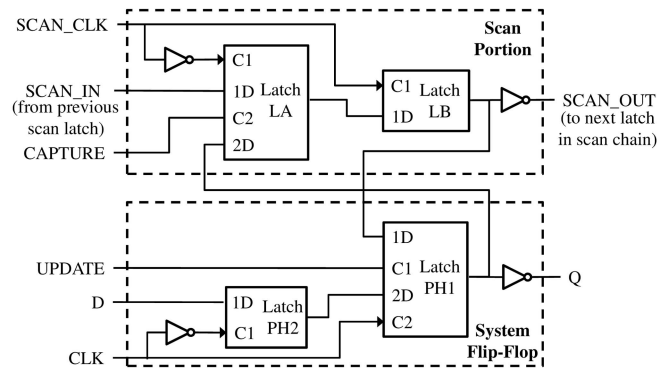 SCAN_CLK
Scan
Portion
C1
SCAN_IN
(from previous
scan latch)
1D
Latch
LA
C2
2D
CAPTURE
C1
Latch
LB
1D
SCAN_OUT
(to next latch
in scan chain)
1D
UPDATE
C1
Latch
PH1
2D
C2
Q
D
1D
Latch
PH2
C1
CLK
System
Flip-Flop